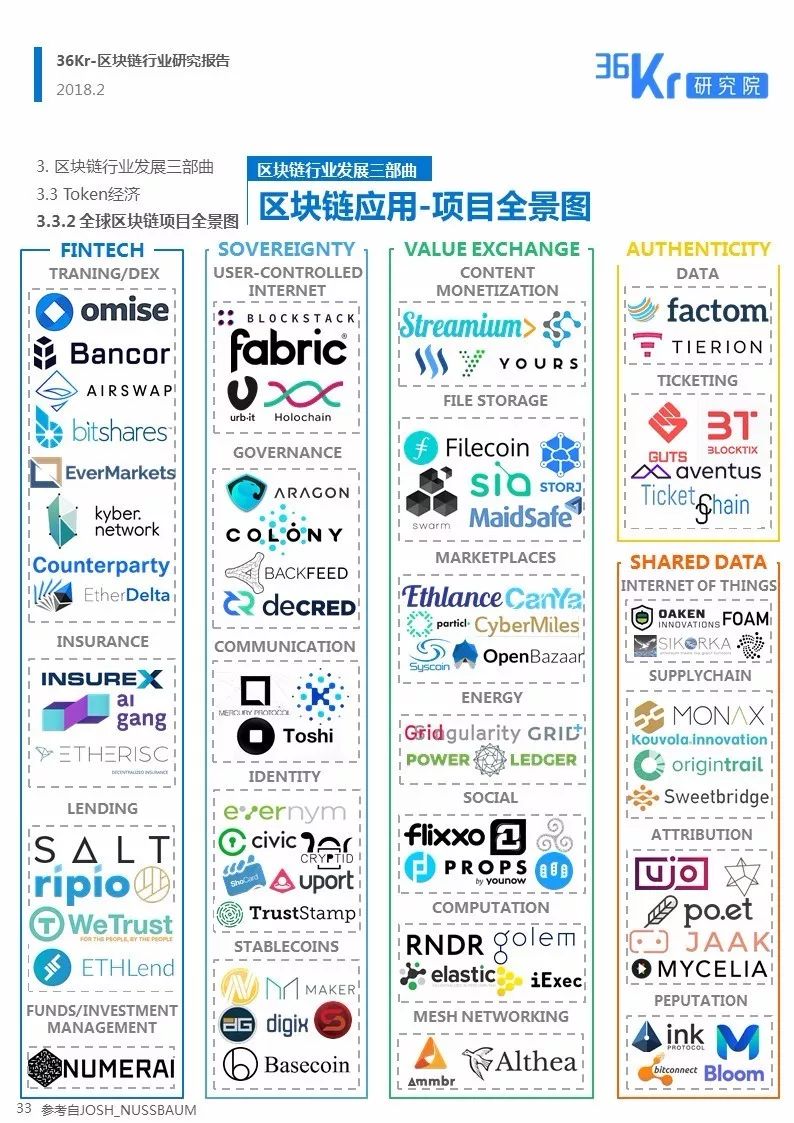 36Kr-区块链行业研究报告
2018.2
36Kr 研究院
3. 区块链行业发展三部曲
3.3 Token经济
3.3.2 全球区块链项目全景图
区块链行业发展三部曲
区块链应用-项目全景图
FINTECH
TRANING/DEX
omise
Bancor
AIRSWAP
bitshares
EverMarkets
kyber.
network
Counterparty
EtherDelta
INSURANCE
INSUREX
ai
gang
ETHERISC
DECENTRALIZED INSURANCE
LENDING
SALT
ripio
WeTrust
FOR THE PEOPLE, BY THE PEOPLE
ETHLend
FUNDS/INVESTMENT
MANAGEMENT
NUMERAI
SOVEREIGNTY
USER-CONTROLLED
INTERNET
BLOCKSTACK
fabric
urb-it
Holochain
GOVERNANCE
ARAGON
COLONY
BACKFEED
deCRED
COMMUNICATION
MERCURY PROTOCOL
Toshi
IDENTITY
evernym
civic
CRYPTID
ShoCard
uport
TrustStamp
STABLECOINS
MAKER
digix
Basecoin
VALUE EXCHANGE
CONTENT
MONETIZATION
Streamium>
YOURS
FILE STORAGE
Filecoin
swarm
sia
STORJ
MaidSafe
MARKETPLACES
Ethlance
CanYa
particl
CyberMiles
Syscoin
OpenBazaar
ENERGY
Grid Singularity
GRID+
POWER LEDGER
SOCIAL
flixxo
PROPS
by younow
COMPUTATION
RNDR
golem
elastic
iExec
MESH NETWORKING
Ammbr
Althea
AUTHENTICITY
DATA
factom
TIERION
TICKETING
GUTS
BT
BLOCKTIX
aventus
TicketChain
SHARED DATA
INTERNET OF THINGS
OAKEN
INNOVATIONS
FOAM
SIKORKA
SUPPLYCHAIN
MONAX
Kouvola innovation
origintrail
Sweetbridge
ATTRIBUTION
ujo
po.et
JAAK
MYCELIA
PEPUTATION
ink
PROTOCOL
bitconnect
Bloom
33 参考自JOSH_NUSSBAUM